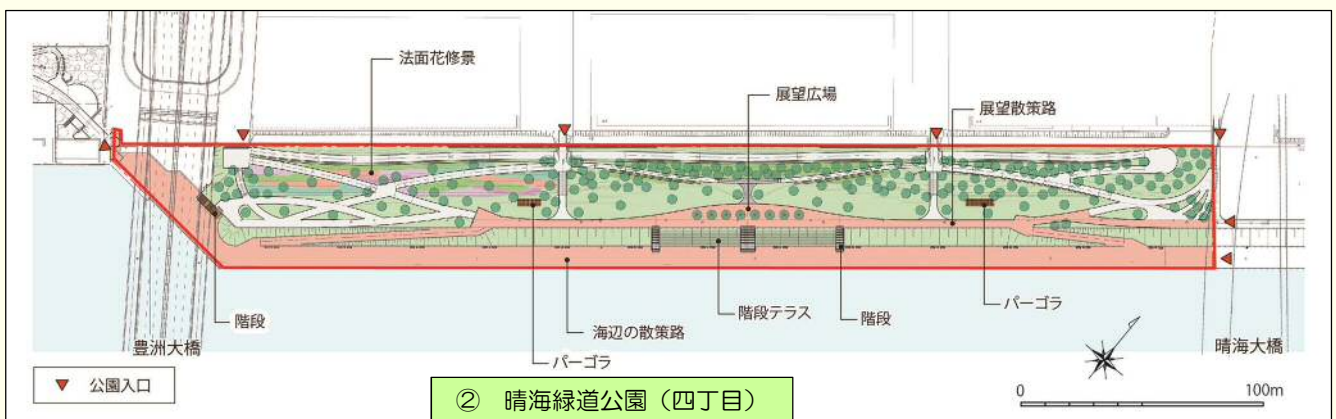 法面花修景
展望広場
展望散策路
階段
豊洲大橋
海辺の散策路
パーゴラ
階段テラス
階段
パーゴラ
晴海大橋
▼ 公園入口
② 晴海緑道公園（四丁目）
0 100m